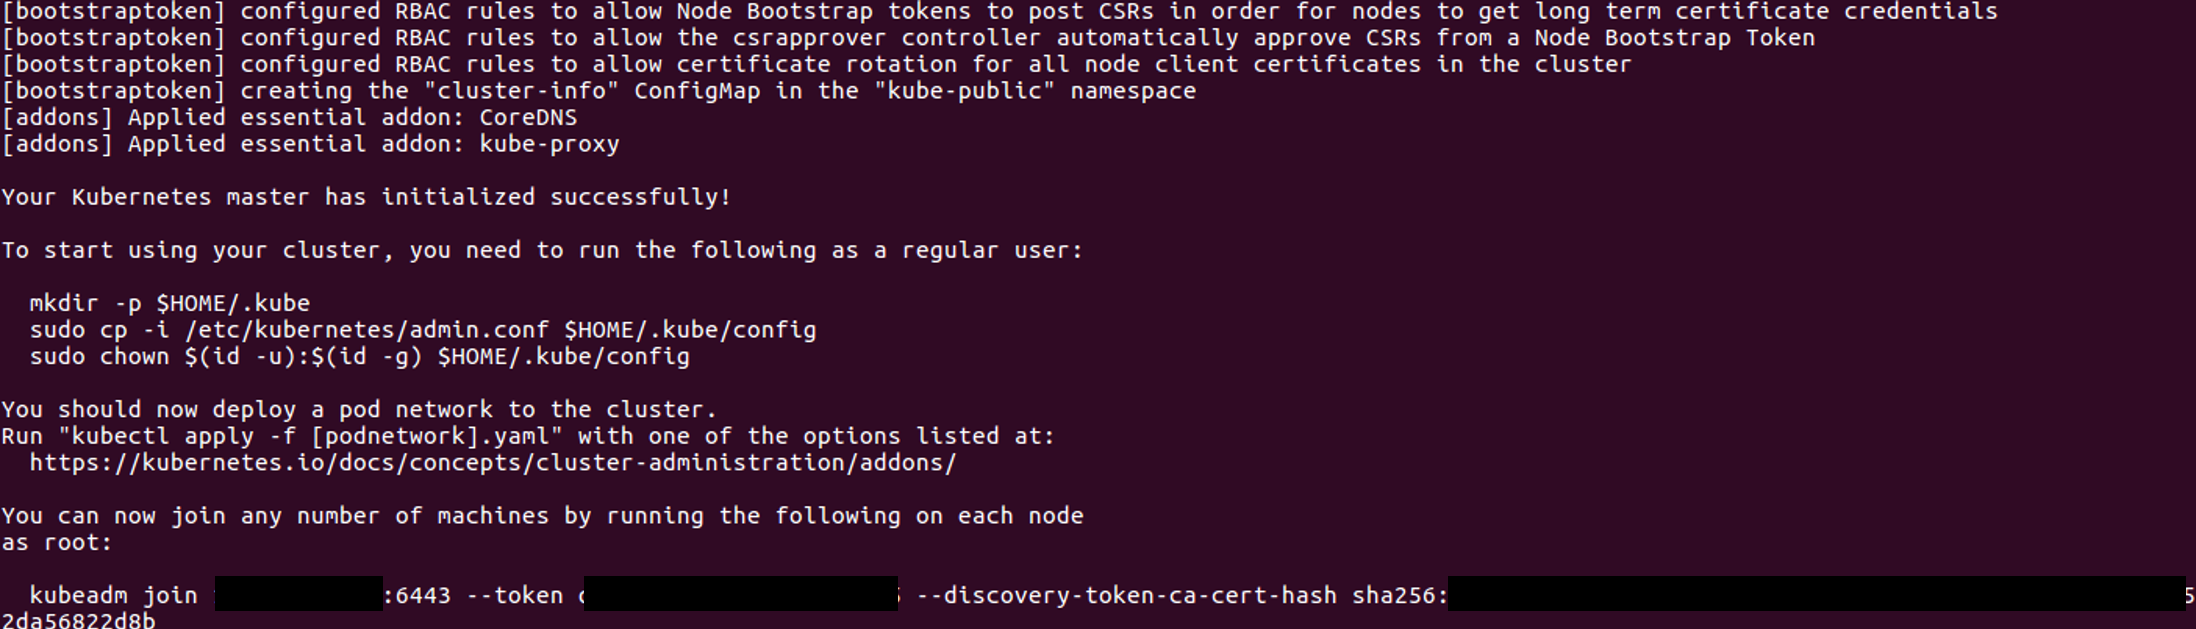 [bootstraptoken] configured RBAC rules to allow Node Bootstrap tokens to post CSRs in order for nodes to get long term certificate credentials
[bootstraptoken] configured RBAC rules to allow the csrapprover controller automatically approve CSRs from a Node Bootstrap Token
[bootstraptoken] configured RBAC rules to allow certificate rotation for all node client certificates in the cluster
[bootstraptoken] creating the "cluster-info" ConfigMap in the "kube-public" namespace
[addons] Applied essential addon: CoreDNS
[addons] Applied essential addon: kube-proxy
Your Kubernetes master has initialized successfully!
To start using your cluster, you need to run the following as a regular user:
mkdir -p $HOME/.kube
sudo cp -i /etc/kubernetes/admin.conf $HOME/.kube/config
sudo chown $(id -u):$(id -g) $HOME/.kube/config
You should now deploy a pod network to the cluster.
Run "kubectl apply -f [podnetwork].yaml" with one of the options listed at:
https://kubernetes.io/docs/concepts/cluster-administration/addons/
You can now join any number of machines by running the following on each node
as root:
kubeadm join :6443 --token --discovery-token-ca-cert-hash sha256: 5
2da56822d8b